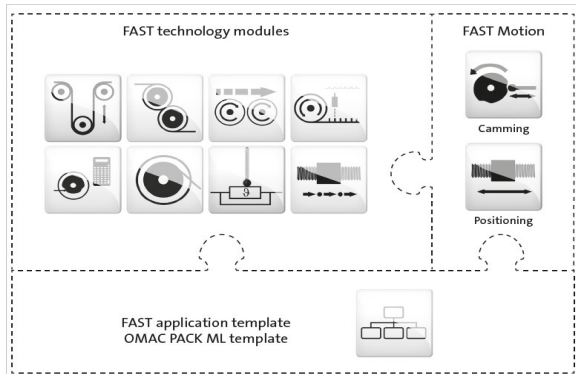 FAST technology modules
FAST Motion
Camming
ϑ
Positioning
FAST application template
OMAC PACK ML template